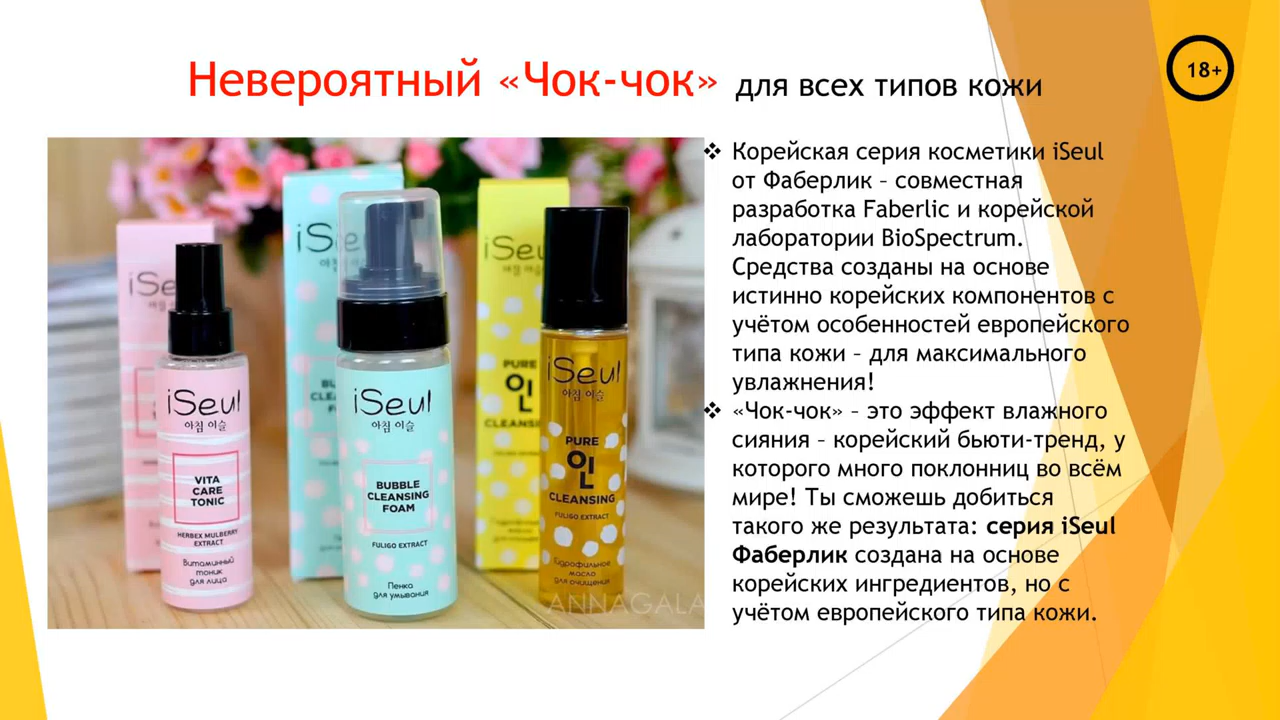 Невероятный «Чок-чок» для всех типов кожи
18+
❖ Корейская серия косметики iSeul
от Фаберлик – совместная
разработка Faberlic и корейской
лаборатории BioSpectrum.
Средства созданы на основе
истинно корейских компонентов с
учётом особенностей европейского
типа кожи – для максимального
увлажнения!
❖ «Чок-чок» – это эффект влажного
сияния – корейский бьюти-тренд, у
которого много поклонниц во всём
мире! Ты сможешь добиться
такого же результата: серия iSeul
Фаберлик создана на основе
корейских ингредиентов, но с
учётом европейского типа кожи.
iSeul
아침 이슬
VITA
CARE
TONIC
HERBEX MULBERRY
EXTRACT
Витаминный
тоник
для лица
iSeul
아침 이슬
BUBBLE
CLEANSING
FOAM
FULIGO EXTRACT
Пенка
для умывания
iSeul
아침 이슬
PURE
인
CLEANSING
FULIGO EXTRACT
Гидрофильное
масло
для очищения
iSeul
PURE
인
ANNAGALA